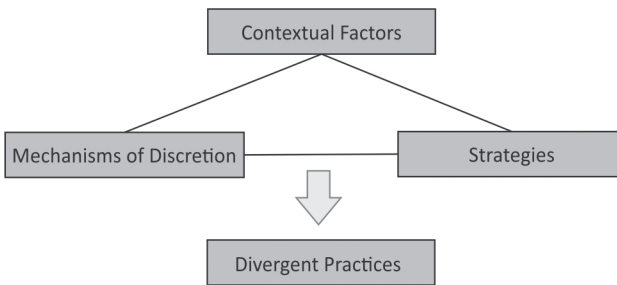 Contextual Factors
Mechanisms of Discretion
Strategies
Divergent Practices